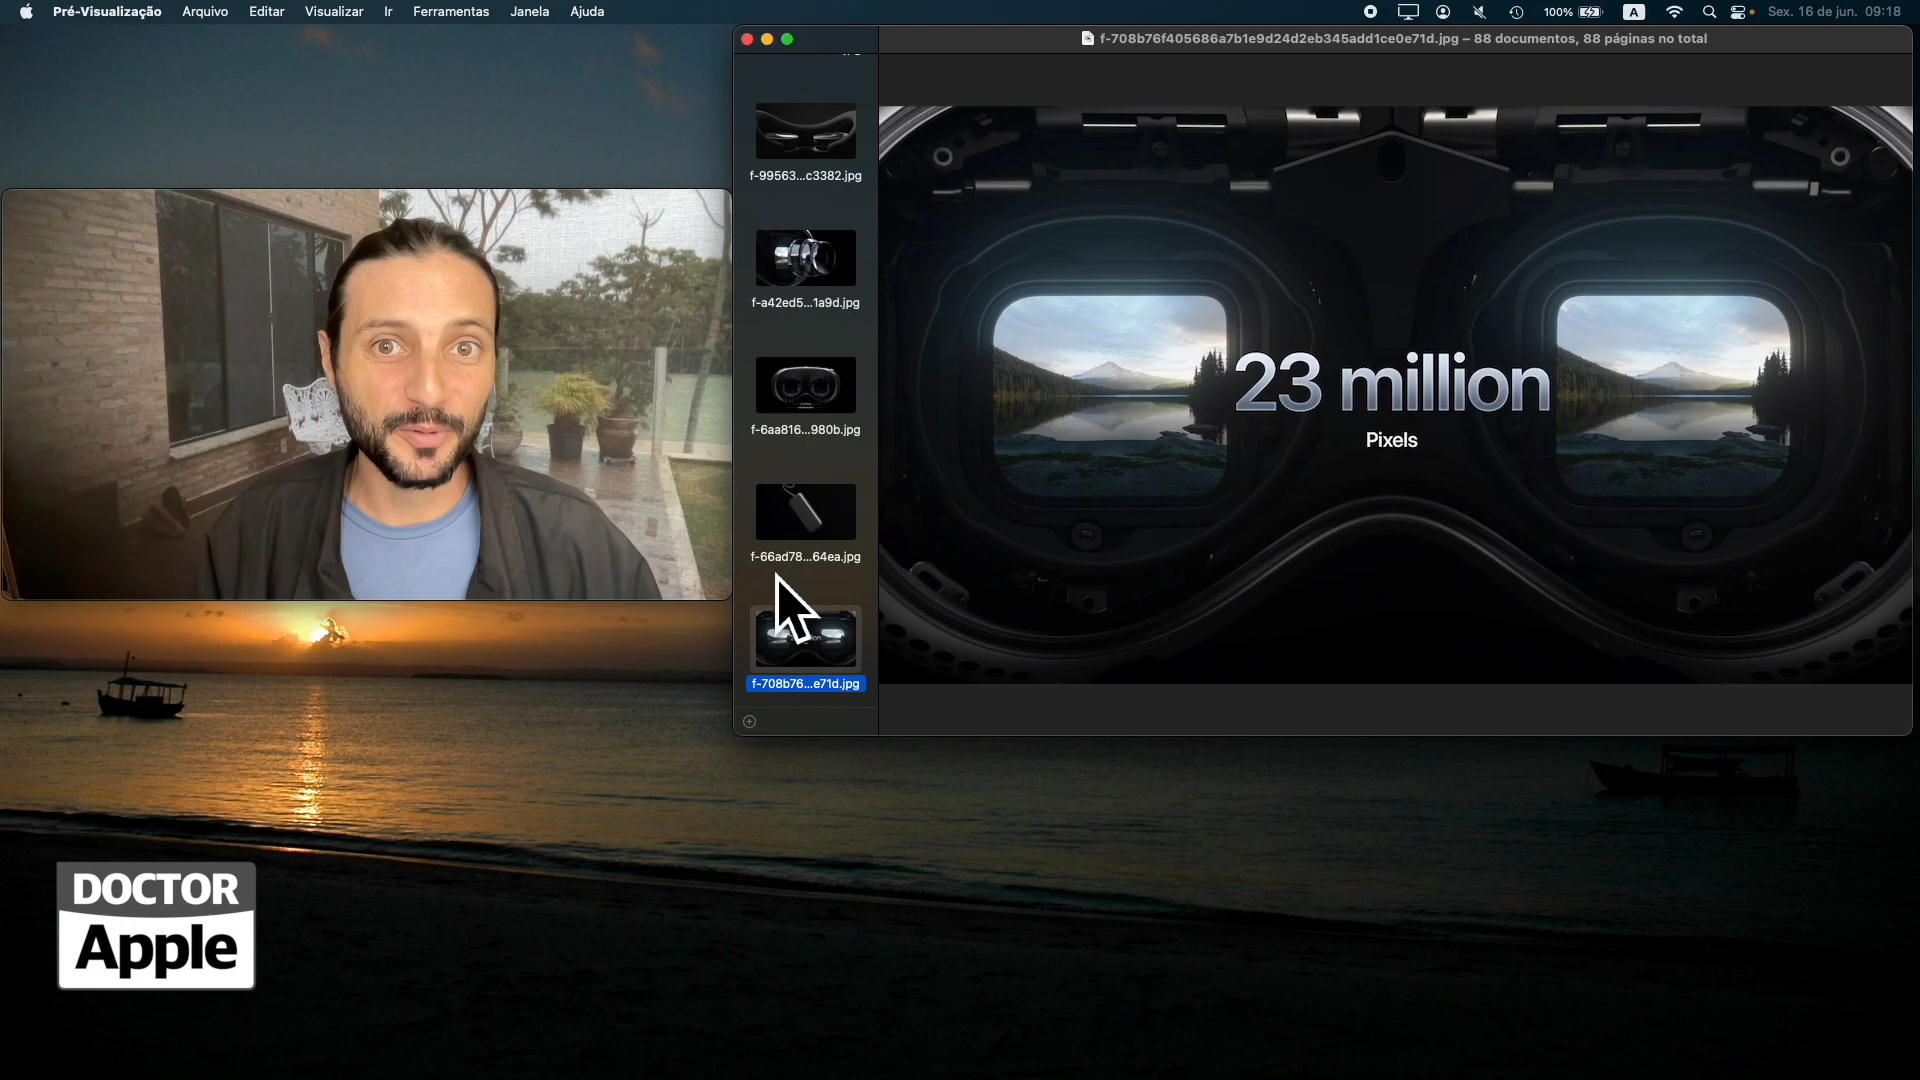 Pré-Visualização Arquivo Editar Visualizar Ir Ferramentas Janela Ajuda
100% A Sex. 16 de jun. 09:18
f-708b76f405686a7b1e9d24d2eb345add1ce0e71d.jpg – 88 documentos, 88 páginas no total
f-99563...c3382.jpg
f-a42ed5...1a9d.jpg
f-6aa816...980b.jpg
f-66ad78...64ea.jpg
f-708b76...e71d.jpg
23 million
Pixels
DOCTOR
Apple